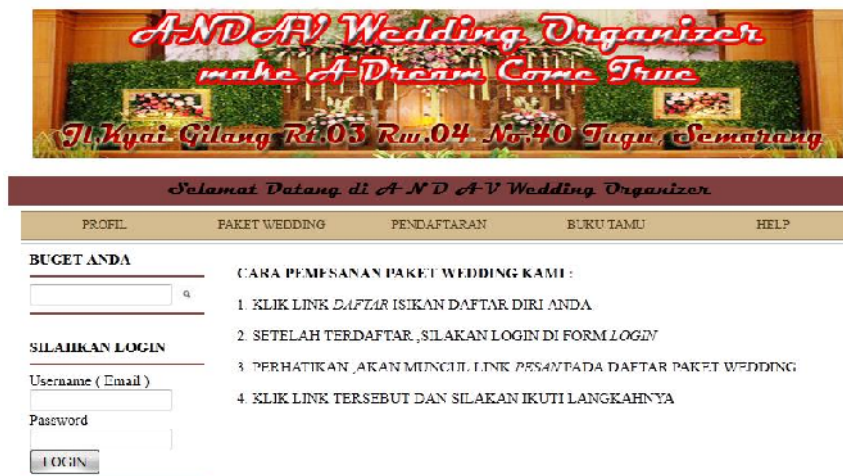 ANDAV Wedding Organizer
make A Dream Come True
Jl.Kyai Gilang Rt.03 Rw.04 No.40 Tugu, Semarang
Selamat Datang di A N D A V Wedding Organizer
PROFIL PAKET WEDDING PENDAFTARAN BUKU TAMU HELP
BUGET ANDA
SILAHKAN LOGIN
Username ( Email )
Password
LOGIN
CARA PEMESANAN PAKET WEDDING KAMI :
1. KLIK LINK DAFTAR ISIKAN DAFTAR DIRI ANDA
2. SETELAH TERDAFTAR ,SILAKAN LOGIN DI FORM LOGIN
3. PERHATIKAN ,AKAN MUNCUL LINK PESAN PADA DAFTAR PAKET WEDDING
4. KLIK LINK TERSEBUT DAN SILAKAN IKUTI LANGKAHNYA